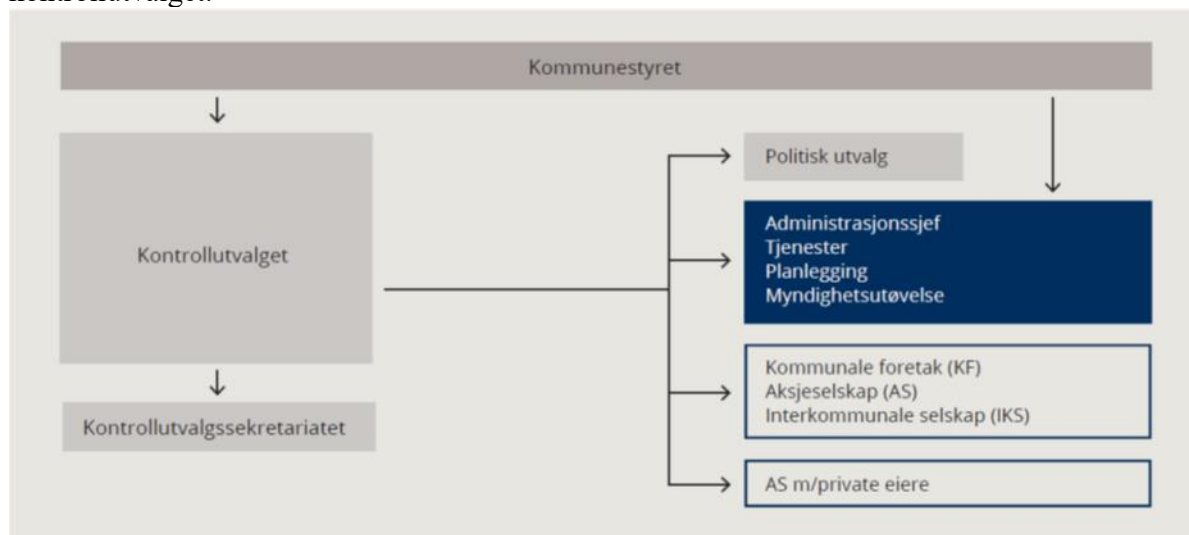 kontrollutvalget.
Kommunestyret
Kontrollutvalget
Kontrollutvalgssekretariatet
Politisk utvalg
Administrasjonssjef
Tjenester
Planlegging
Myndighetsutøvelse
Kommunale foretak (KF)
Aksjeselskap (AS)
Interkommunale selskap (IKS)
AS m/private eiere